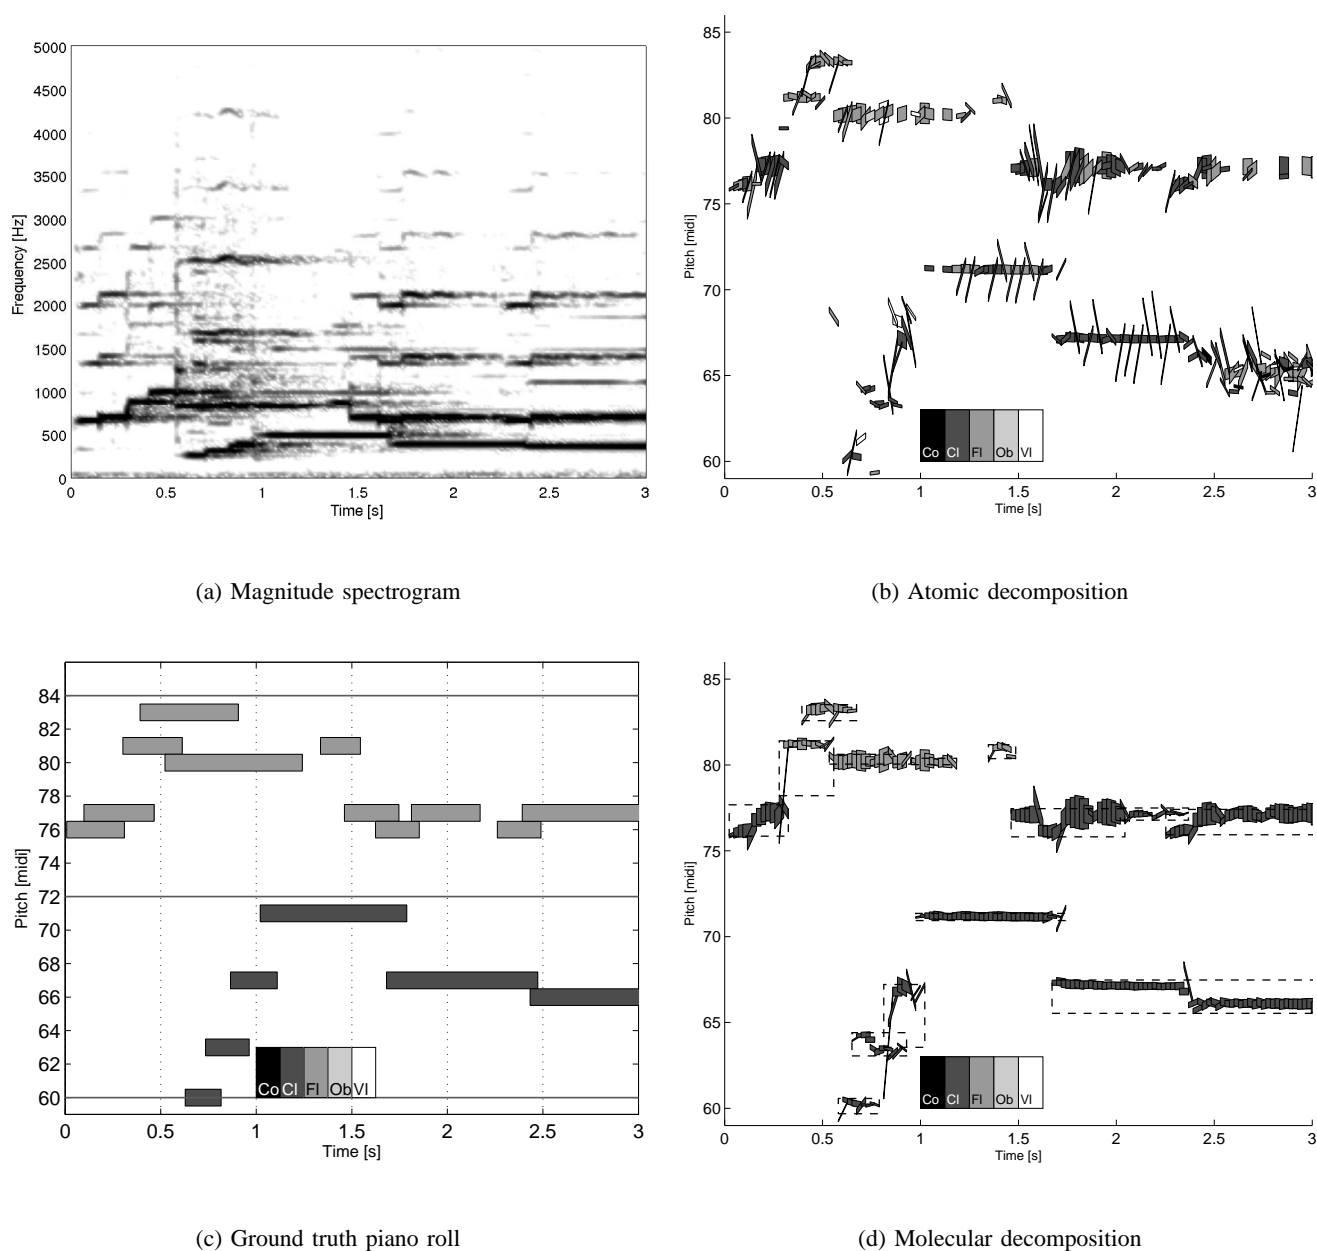 5000
4500
4000
3500
3000
2500
2000
1500
1000
500
0
Frequency [Hz]
0 0.5 1 1.5 2 2.5 3
Time [s]
(a) Magnitude spectrogram
85
80
75
70
65
60
Pitch [midi]
Co Cl Fl Ob Vl
0 0.5 1 1.5 2 2.5 3
Time [s]
(b) Atomic decomposition
84
82
80
78
76
74
72
70
68
66
64
62
60
Pitch [midi]
Co Cl Fl Ob Vl
0 0.5 1 1.5 2 2.5 3
Time [s]
(c) Ground truth piano roll
85
80
75
70
65
60
Pitch [midi]
Co Cl Fl Ob Vl
0 0.5 1 1.5 2 2.5 3
Time [s]
(d) Molecular decomposition